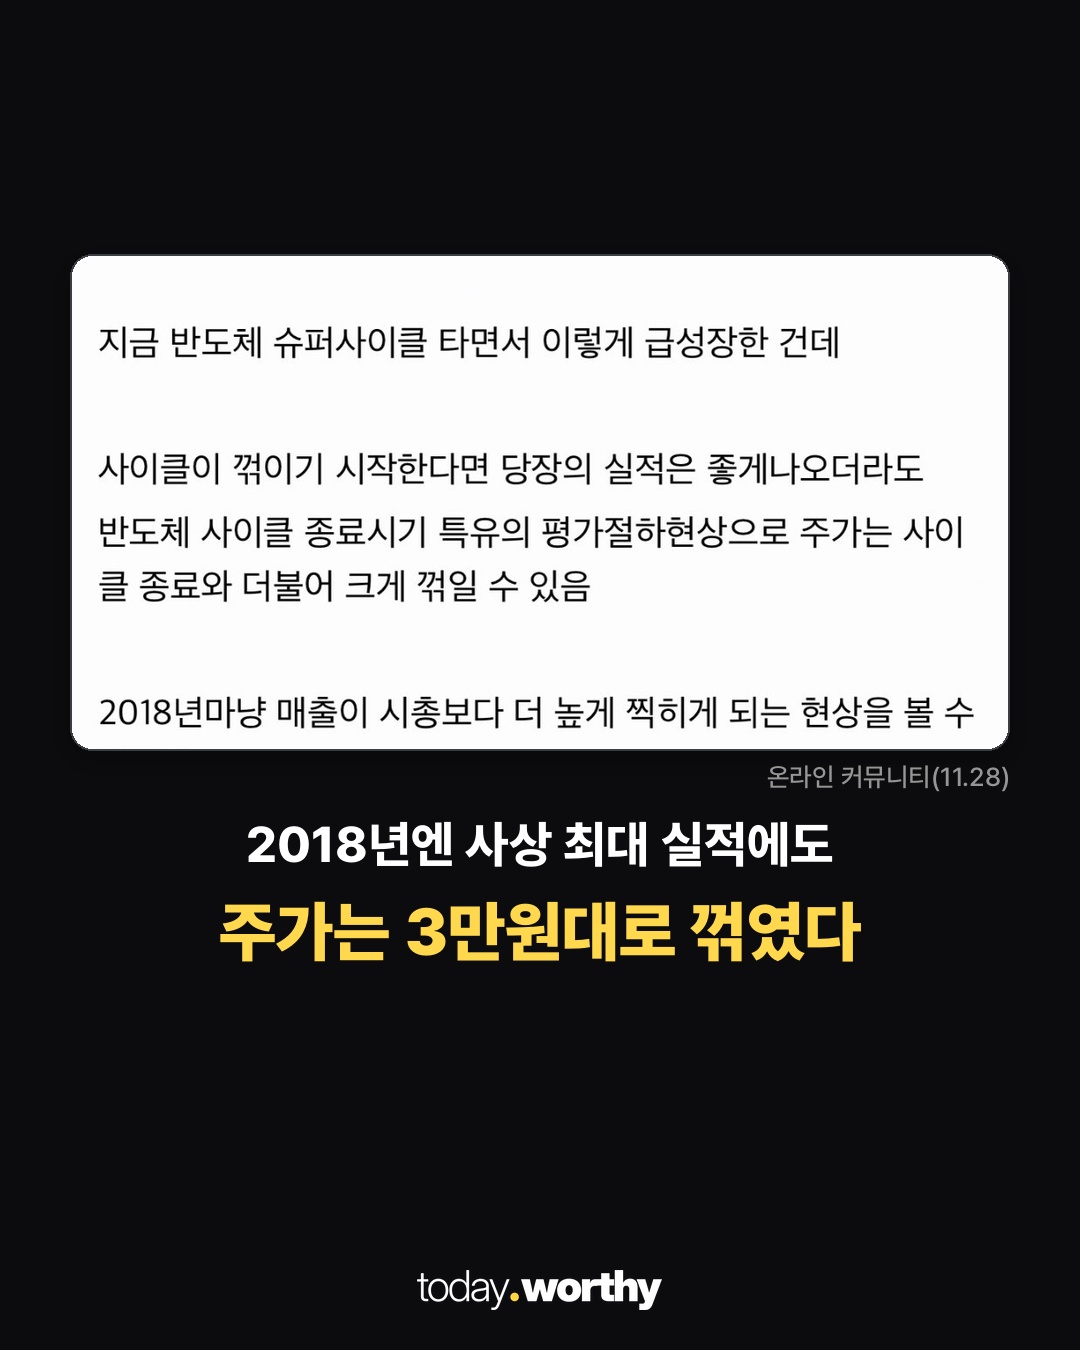 지금 반도체 슈퍼사이클 타면서 이렇게 급성장한 건데
사이클이 꺾이기 시작한다면 당장의 실적은 좋게나오더라도
반도체 사이클 종료시기 특유의 평가절하현상으로 주가는 사이
클 종료와 더불어 크게 꺾일 수 있음
2018년마냥 매출이 시총보다 더 높게 찍히게 되는 현상을 볼 수
온라인 커뮤니티(11.28)
2018년엔 사상 최대 실적에도
주가는 3만원대로 꺾였다
today.worthy